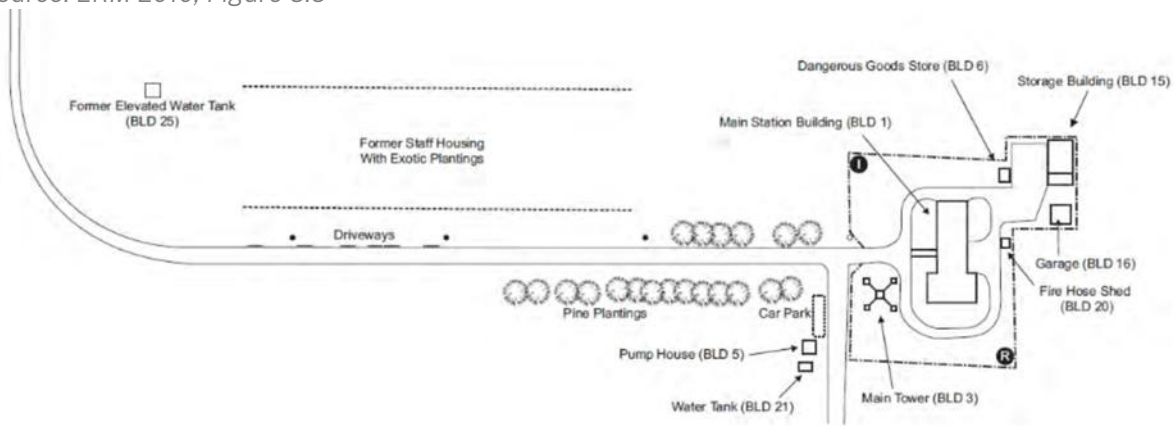 Dangerous Goods Store (BLD 6)
Storage Building (BLD 15)
Former Elevated Water Tank
(BLD 25)
Main Station Building (BLD 1)
Former Staff Housing
With Exotic Plantings
I
Driveways
Garage (BLD 16)
Fire Hose Shed
(BLD 20)
Pine Plantings
Car Park
Pump House (BLD 5)
R
Water Tank (BLD 21)
Main Tower (BLD 3)